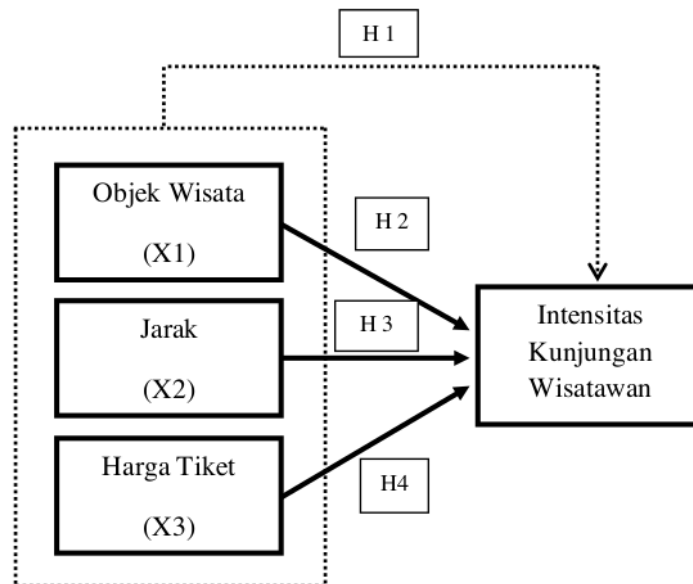 H 1
Objek Wisata
(X1)
H 2
Jarak
(X2)
H 3
Intensitas
Kunjungan
Wisatawan
Harga Tiket
(X3)
H4